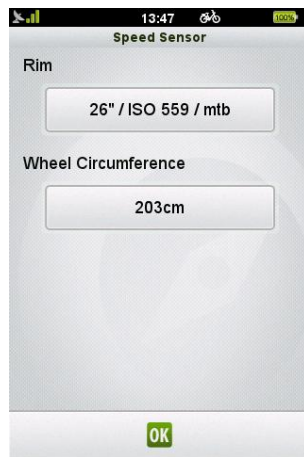 13:47
100%
Speed Sensor
Rim
26" / ISO 559 / mtb
Wheel Circumference
203cm
OK